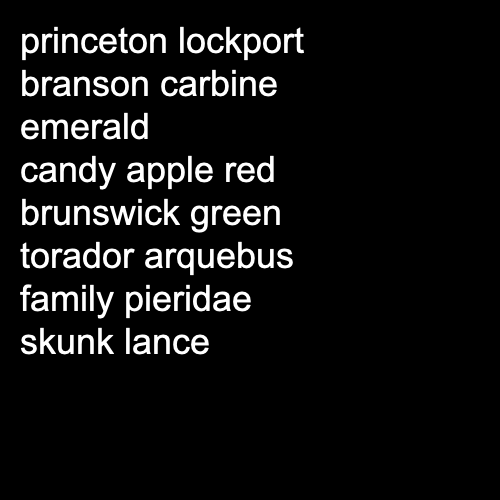 princeton lockport
branson carbine
emerald
candy apple red
brunswick green
torador arquebus
family pieridae
skunk lance